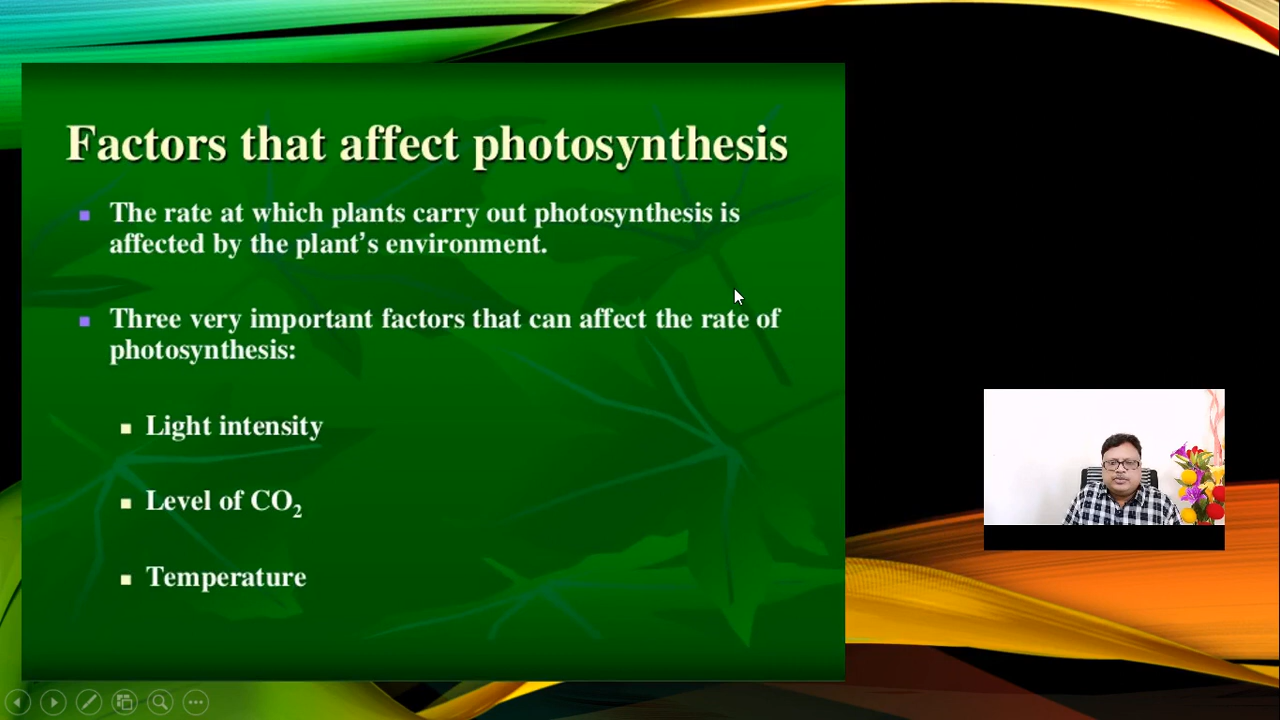 Factors that affect photosynthesis
The rate at which plants carry out photosynthesis is
affected by the plant’s environment.
Three very important factors that can affect the rate of
photosynthesis:
Light intensity
Level of CO₂
Temperature